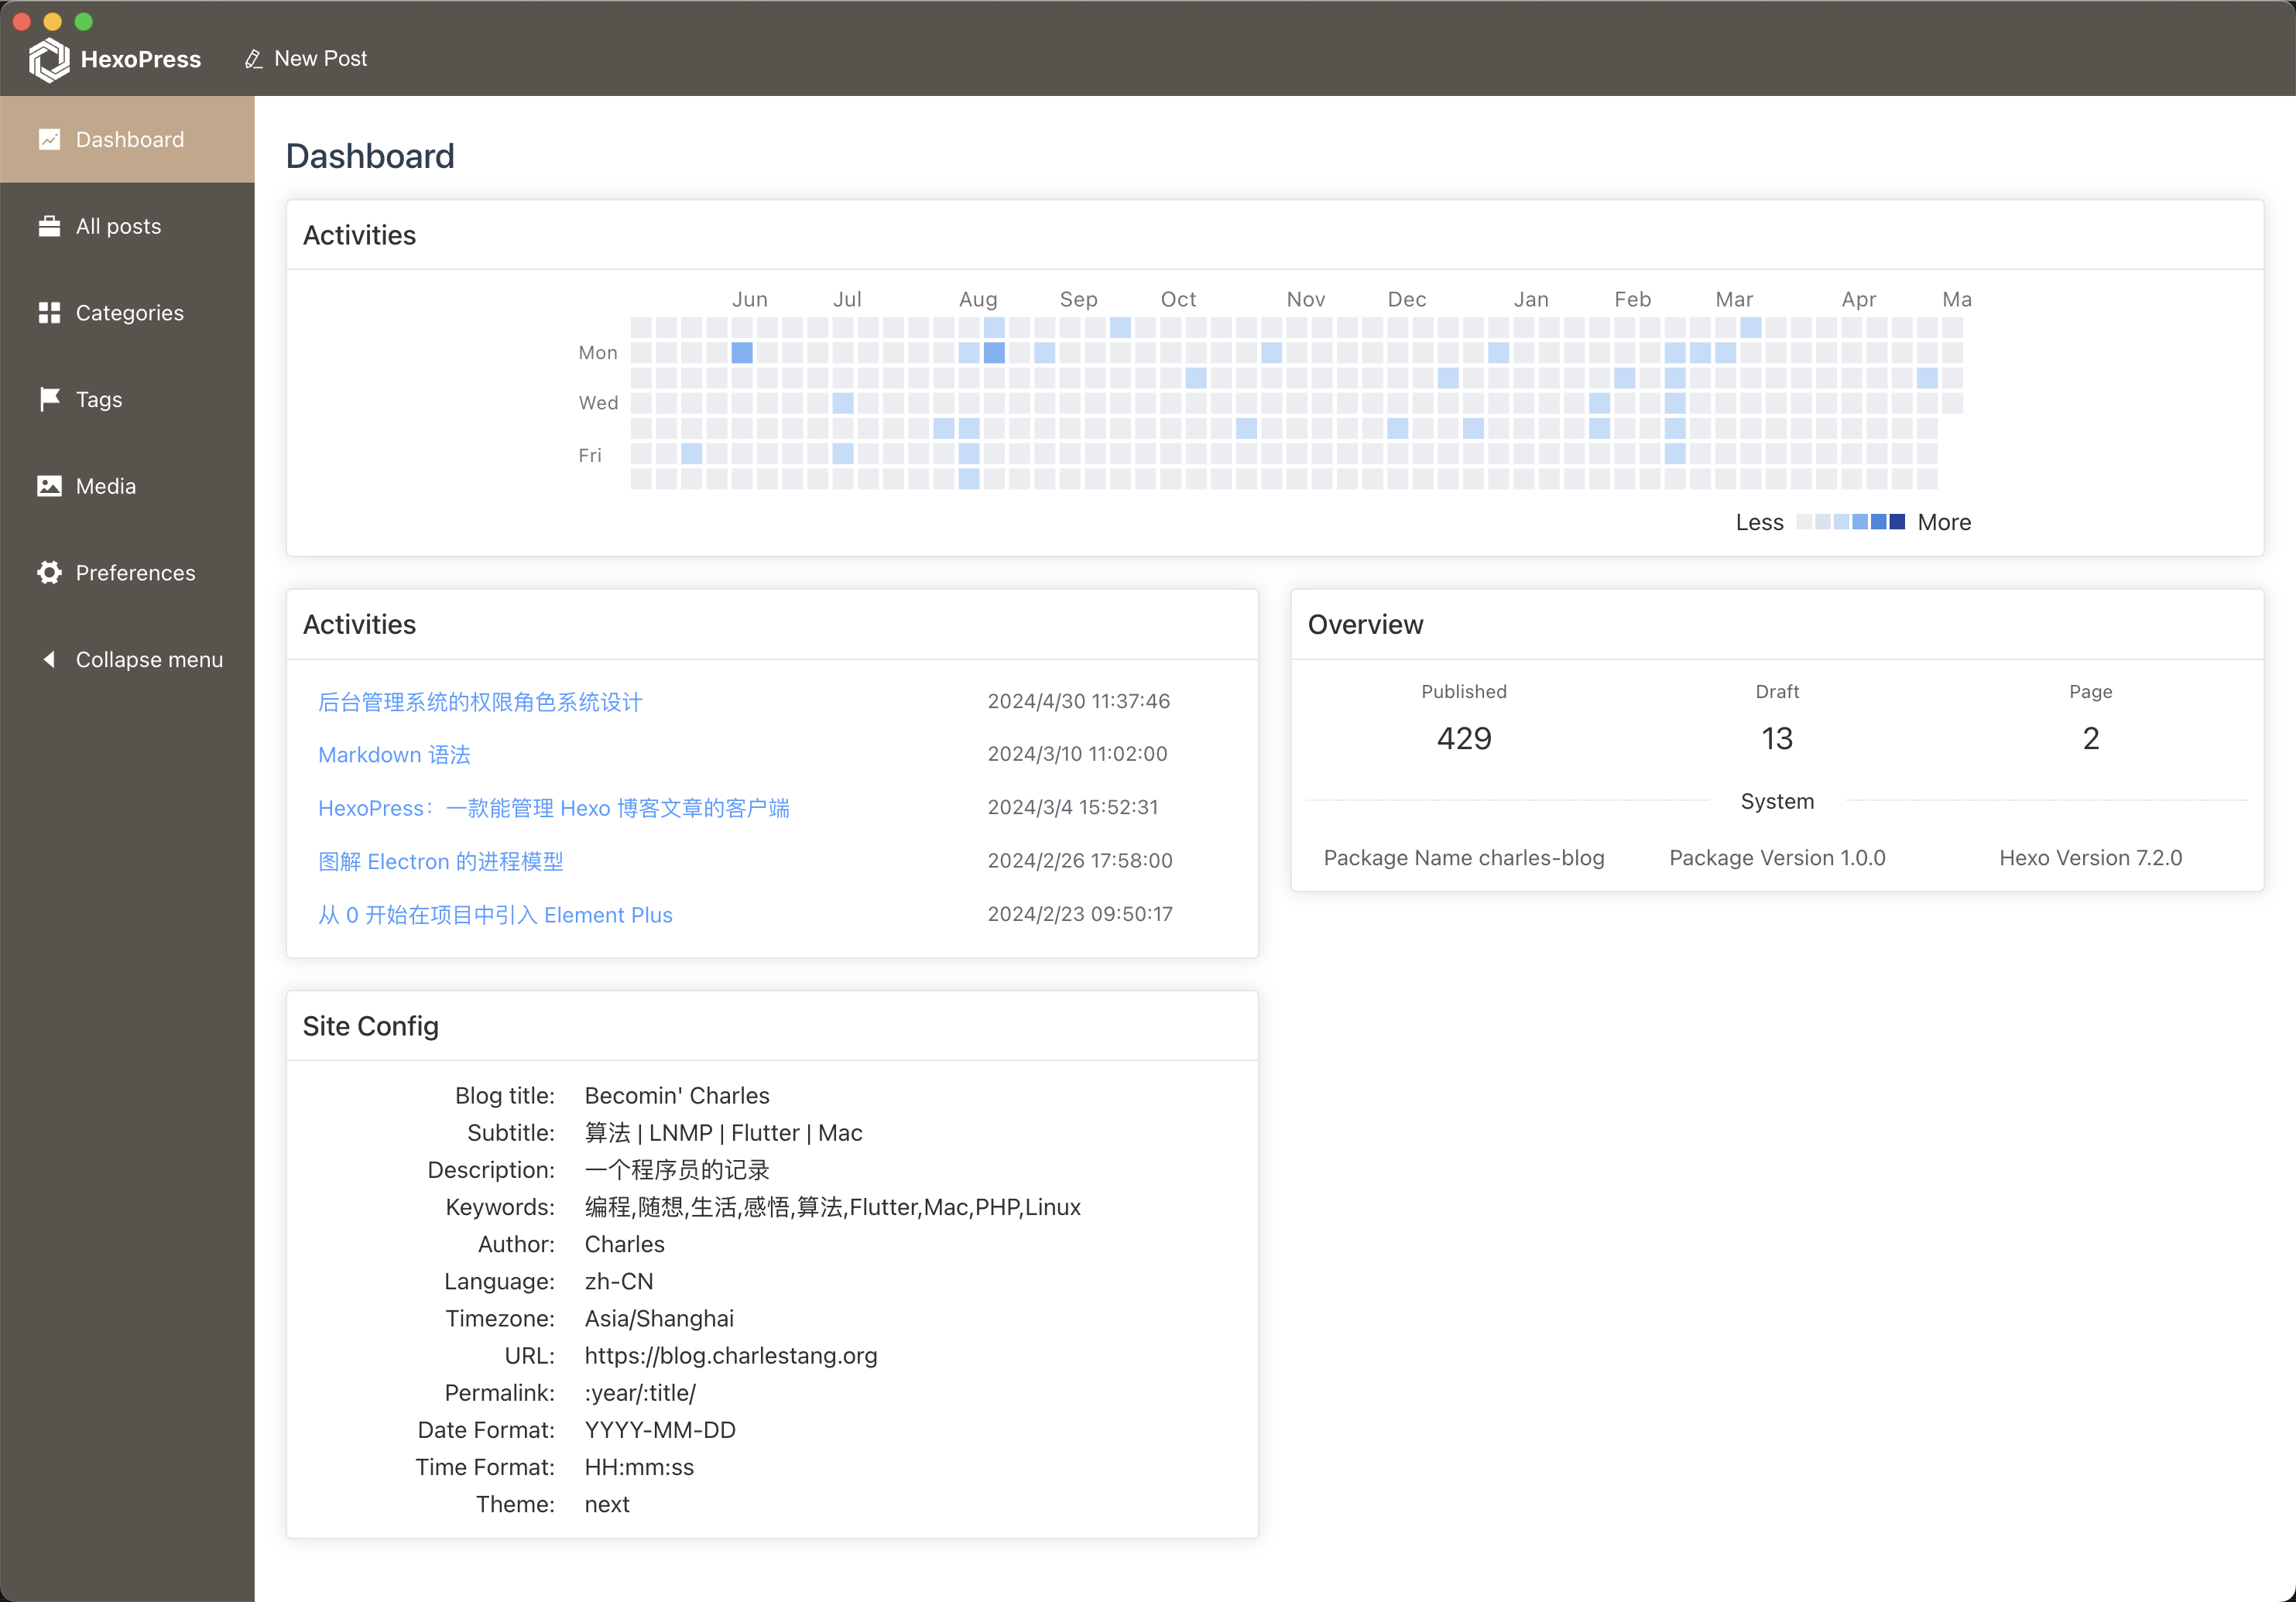 HexoPress
New Post
Dashboard
All posts
Categories
Tags
Media
Preferences
Collapse menu
Dashboard
Activities
Jun Jul Aug Sep Oct Nov Dec Jan Feb Mar Apr Ma
Mon
Wed
Fri
Less More
Activities
后台管理系统的权限角色系统设计 2024/4/30 11:37:46
Markdown 语法 2024/3/10 11:02:00
HexoPress：一款能管理 Hexo 博客文章的客户端 2024/3/4 15:52:31
图解 Electron 的进程模型 2024/2/26 17:58:00
从 0 开始在项目中引入 Element Plus 2024/2/23 09:50:17
Overview
Published Draft Page
429 13 2
System
Package Name charles-blog Package Version 1.0.0 Hexo Version 7.2.0
Site Config
Blog title: Becomin' Charles
Subtitle: 算法 | LNMP | Flutter | Mac
Description: 一个程序员的记录
Keywords: 编程,随想,生活,感悟,算法,Flutter,Mac,PHP,Linux
Author: Charles
Language: zh-CN
Timezone: Asia/Shanghai
URL: https://blog.charlestang.org
Permalink: :year/:title/
Date Format: YYYY-MM-DD
Time Format: HH:mm:ss
Theme: next